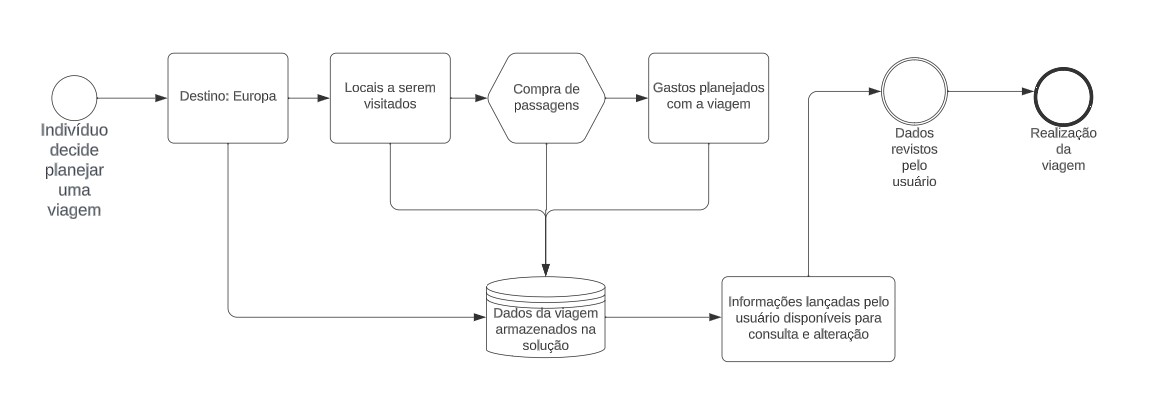 Indivíduo
decide
planejar
uma
viagem
Destino: Europa
Locais a serem
visitados
Compra de
passagens
Gastos planejados
com a viagem
Dados da viagem
armazenados na
solução
Informações lançadas pelo
usuário disponíveis para
consulta e alteração
Dados
revistos
pelo
usuário
Realização
da
viagem